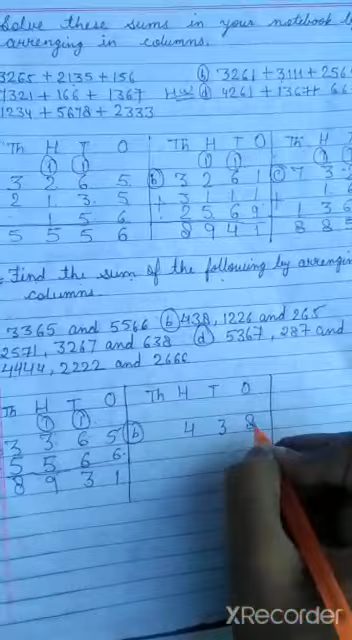 Solve these sums in your notebook by
arranging in columns.
3265 + 2135 + 156 (b) 3261 + 3111 + 256
7321 + 166 + 1367 H.W (d) 4261 + 1367 + 66
1234 + 5678 + 2333
Th H T O Th H T O Th H
1 1 1 1 1
3 2 6 5 (b) 3 2 6 1 (c) 7 3 2
2 1 3 5 + 3 1 1 1 + 1 6
1 5 6 2 5 6 9 1 3 6
5 5 5 6 8 9 4 1 8 8 5
Find the sum of the following by arranging
columns.
3365 and 5566 (b) 438, 1226 and 265
2571, 3267 and 638 (d) 5367, 287 and
4444, 2222 and 2666
Th H T O Th H T O
1 1
3 3 6 5 (b) 4 3 8
5 5 6 6
8 9 3 1
XRecorder